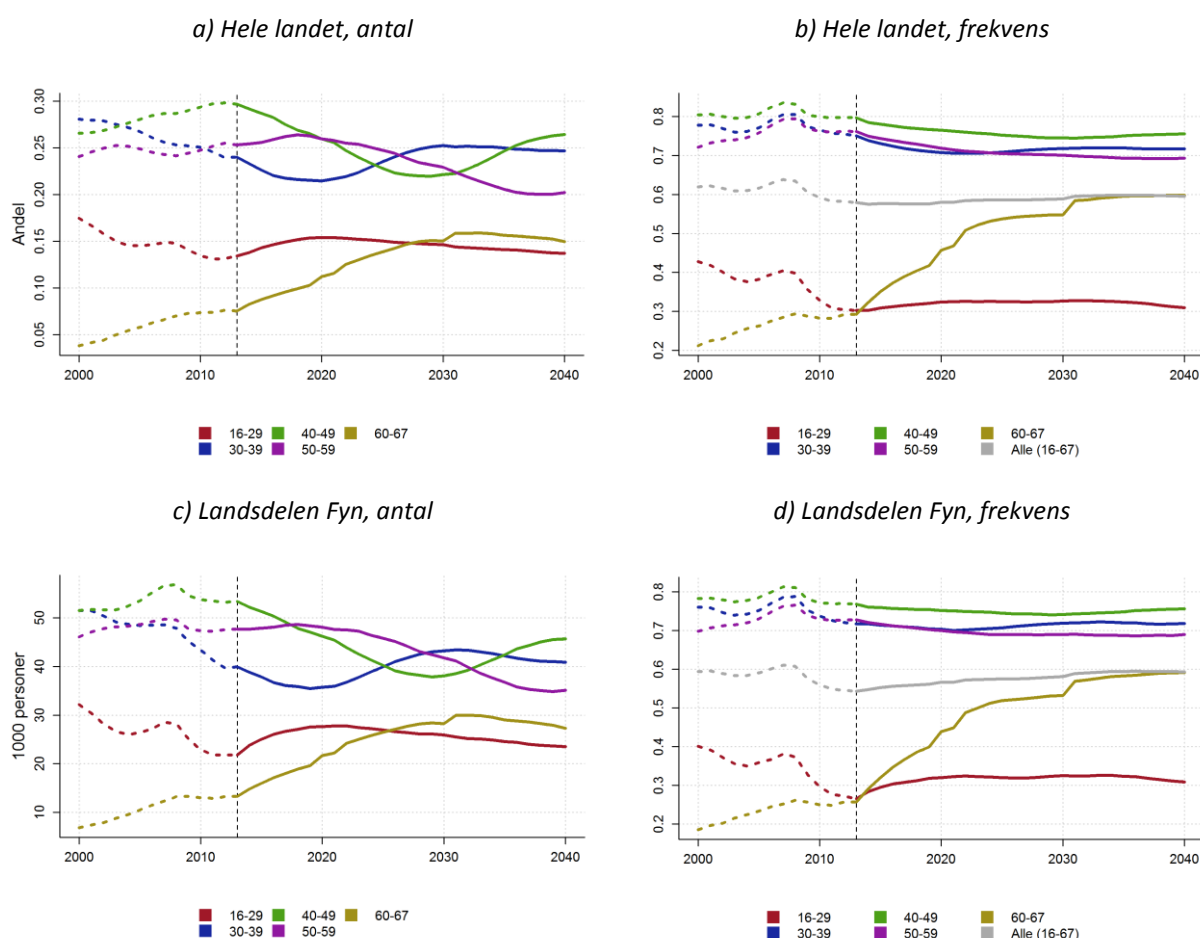 a) Hele landet, antal
b) Hele landet, frekvens
Andel
0.30
0.25
0.20
0.15
0.10
0.05
2000 2010 2020 2030 2040
16-29 40-49 60-67
30-39 50-59
0.8
0.7
0.6
0.5
0.4
0.3
0.2
2000 2010 2020 2030 2040
16-29 40-49 60-67
30-39 50-59 Alle (16-67)
c) Landsdelen Fyn, antal
d) Landsdelen Fyn, frekvens
1000 personer
50
40
30
20
10
2000 2010 2020 2030 2040
16-29 40-49 60-67
30-39 50-59
0.8
0.7
0.6
0.5
0.4
0.3
0.2
2000 2010 2020 2030 2040
16-29 40-49 60-67
30-39 50-59 Alle (16-67)